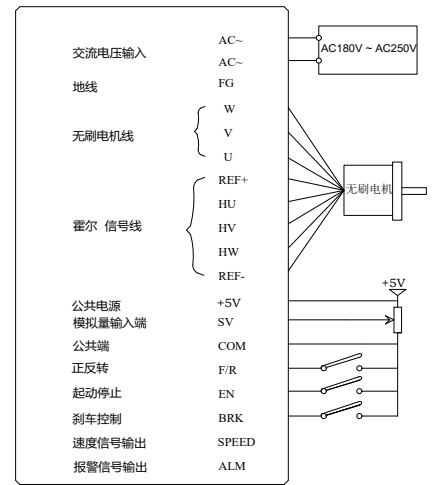 交流电压输入 AC~
AC~
AC180V ~ AC250V
地线 FG
无刷电机线 W
V
U
霍尔 信号线 REF+
HU
HV
HW
REF-
无刷电机
+5V
公共电源 +5V
模拟量输入端 SV
公共端 COM
正反转 F/R
起动停止 EN
刹车控制 BRK
速度信号输出 SPEED
报警信号输出 ALM